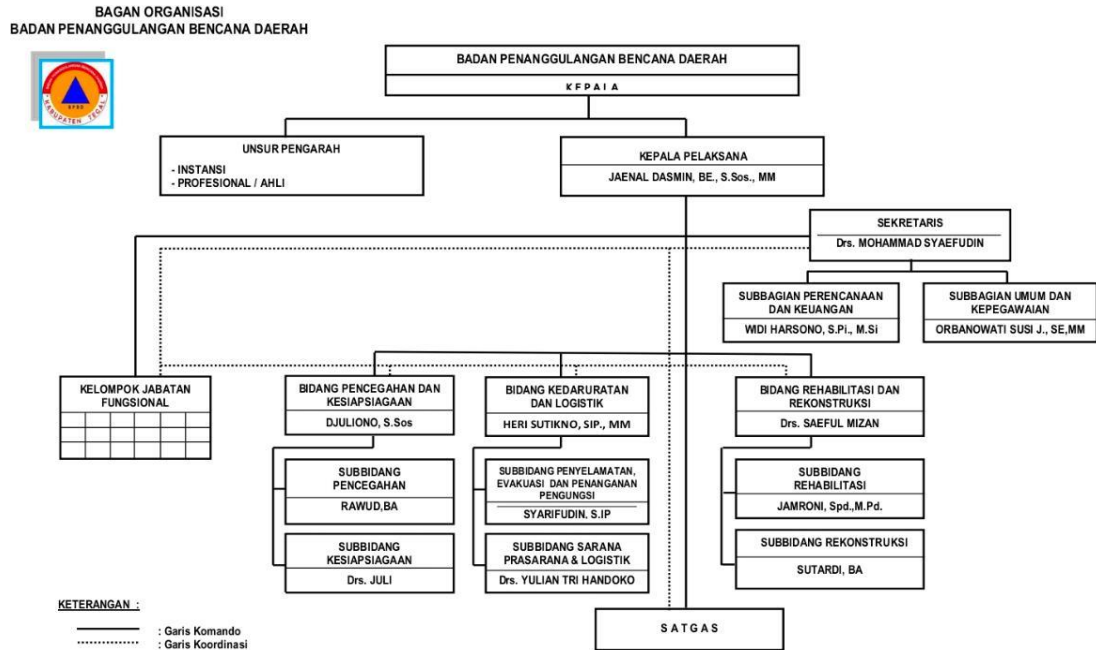 BAGAN ORGANISASI
BADAN PENANGGULANGAN BENCANA DAERAH
BPBD
KABUPATEN TEGAL
BADAN PENANGGULANGAN BENCANA DAERAH
KEPALA
UNSUR PENGARAH
- INSTANSI
- PROFESIONAL / AHLI
KEPALA PELAKSANA
JAENAL DASMIN, BE., S.Sos., MM
SEKRETARIS
Drs. MOHAMMAD SYAEFUDIN
SUBBAGIAN PERENCANAAN
DAN KEUANGAN
WIDI HARSONO, S.Pi., M.Si
SUBBAGIAN UMUM DAN
KEPEGAWAIAN
ORBANOWATI SUSI J., SE,MM
KELOMPOK JABATAN
FUNGSIONAL
BIDANG PENCEGAHAN DAN
KESIAPSIAGAAN
DJULIONO, S.Sos
BIDANG KEDARURATAN
DAN LOGISTIK
HERI SUTIKNO, SIP., MM
BIDANG REHABILITASI DAN
REKONSTRUKSI
Drs. SAEFUL MIZAN
SUBBIDANG
PENCEGAHAN
RAWUD,BA
SUBBIDANG PENYELAMATAN,
EVAKUASI DAN PENANGANAN
PENGUNGSI
SYARIFUDIN. S.IP
SUBBIDANG
REHABILITASI
JAMRONI, Spd.,M.Pd.
SUBBIDANG
KESIAPSIAGAAN
Drs. JULI
SUBBIDANG SARANA
PRASARANA & LOGISTIK
Drs. YULIAN TRI HANDOKO
SUBBIDANG REKONSTRUKSI
SUTARDI, BA
SATGAS
KETERANGAN :
: Garis Komando
: Garis Koordinasi